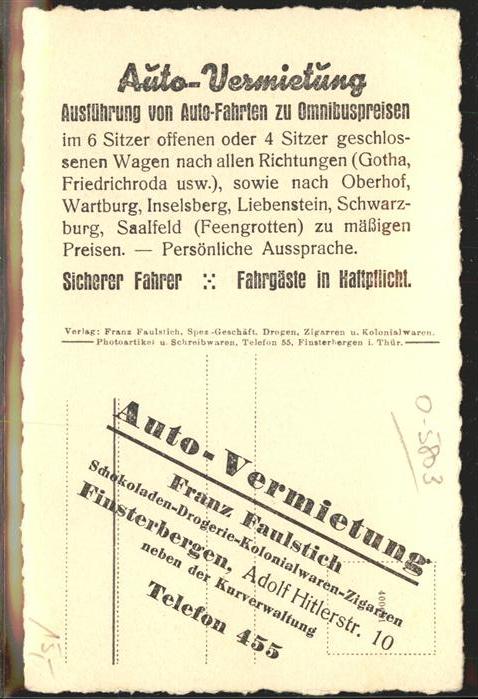 Auto-Vermietung
Ausführung von Auto-Fahrten zu Omnibuspreisen
im 6 Sitzer offenen oder 4 Sitzer geschlos-
senen Wagen nach allen Richtungen (Gotha,
Friedrichroda usw.), sowie nach Oberhof,
Wartburg, Inselsberg, Liebenstein, Schwarz-
burg, Saalfeld (Feengrotten) zu mäßigen
Preisen. — Persönliche Aussprache.
Sicherer Fahrer Fahrgäste in Haftpflicht.
Verlag: Franz Faulstich, Spez-Geschäft. Drogen, Zigarren u. Kolonialwaren.
Photoartikel u. Schreibwaren, Telefon 55, Finsterbergen i. Thür.
0-5803
Auto-Vermietung
Franz Faulstich
Schokoladen-Drogerie-Kolonialwaren-Zigarren
Finsterbergen, Adolf Hitlerstr. 10
neben der Kurverwaltung
Telefon 455
15,-